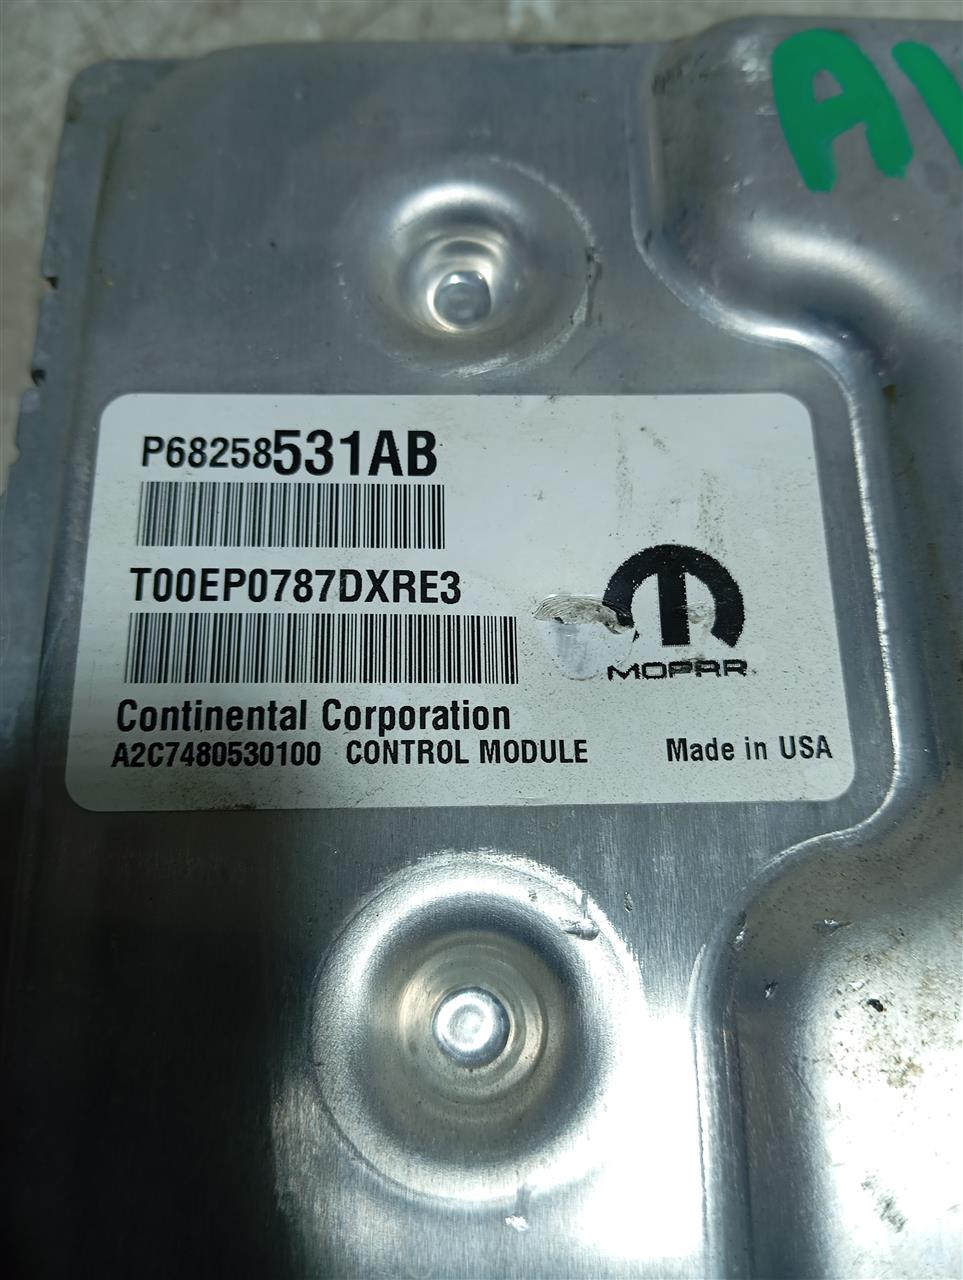 P68258531AB
T00EP0787DXRE3
MOPAR
Continental Corporation
A2C7480530100 CONTROL MODULE Made in USA